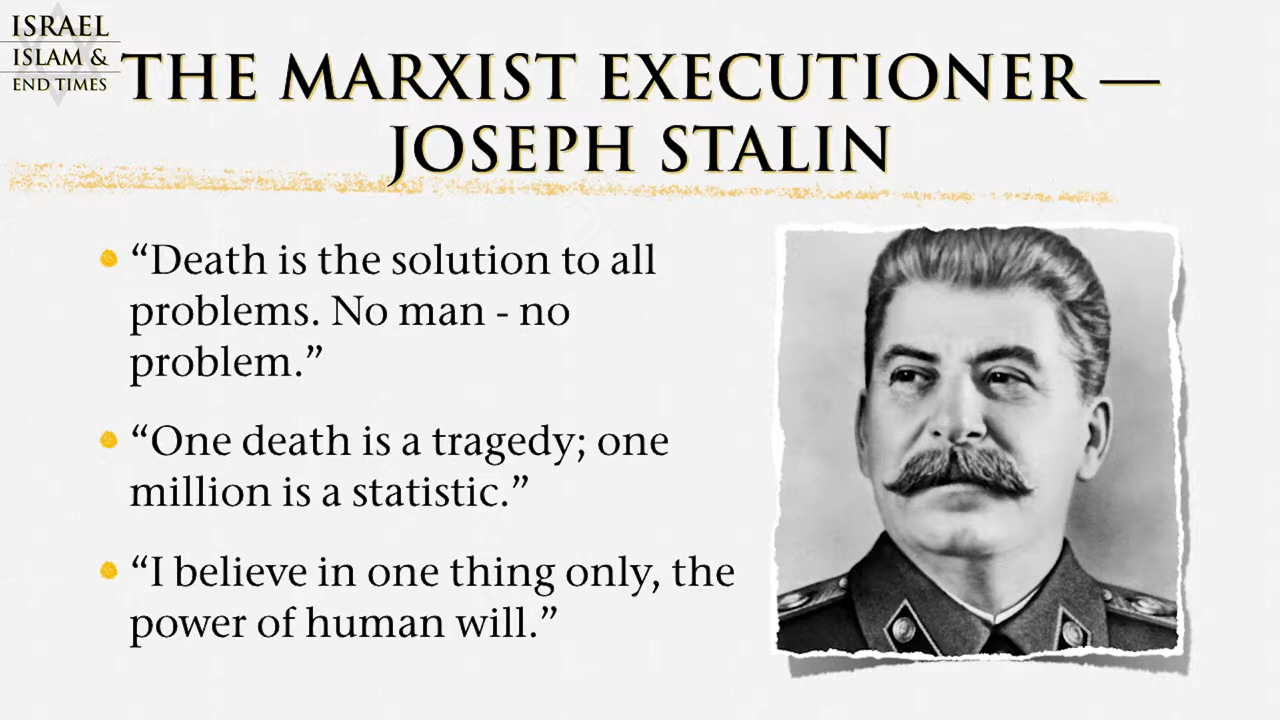 ISRAEL
ISLAM &
END TIMES
THE MARXIST EXECUTIONER —
JOSEPH STALIN
“Death is the solution to all
problems. No man - no
problem.”
“One death is a tragedy; one
million is a statistic.”
“I believe in one thing only, the
power of human will.”